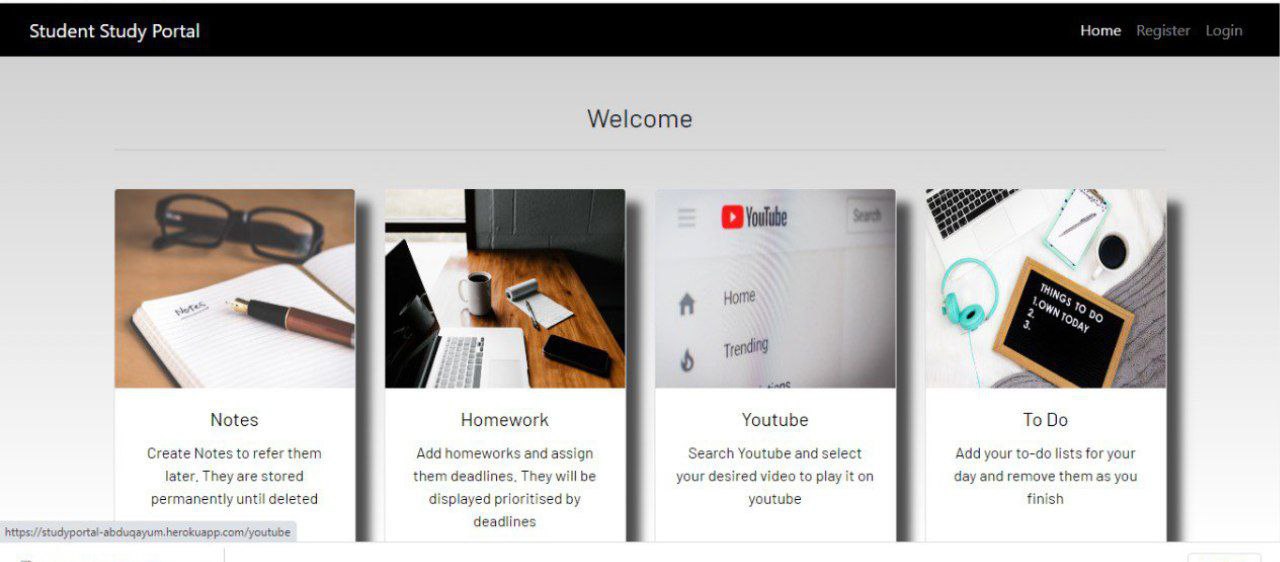 Student Study Portal
Home Register Login
Welcome
NOTES
YouTube
Search
Home
Trending
THINGS TO DO
1.OWN TODAY
2.
3.
Notes
Create Notes to refer them
later. They are stored
permanently until deleted
Homework
Add homeworks and assign
them deadlines. They will be
displayed prioritised by
deadlines
Youtube
Search Youtube and select
your desired video to play it on
youtube
To Do
Add your to-do lists for your
day and remove them as you
finish
https://studyportal-abduqayum.herokuapp.com/youtube